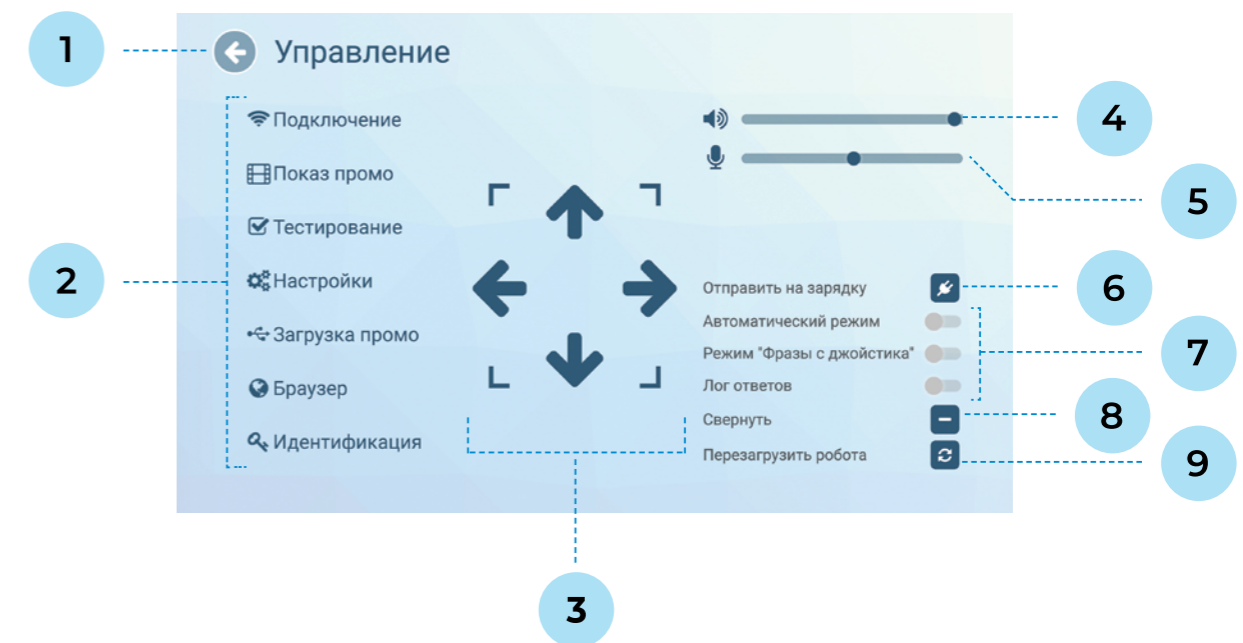 1
Управление
Подключение
Показ промо
Тестирование
2
Настройки
Загрузка промо
Браузер
Идентификация
3
4
5
Отправить на зарядку
6
Автоматический режим
Режим "Фразы с джойстика"
7
Лог ответов
Свернуть
8
Перезагрузить робота
9